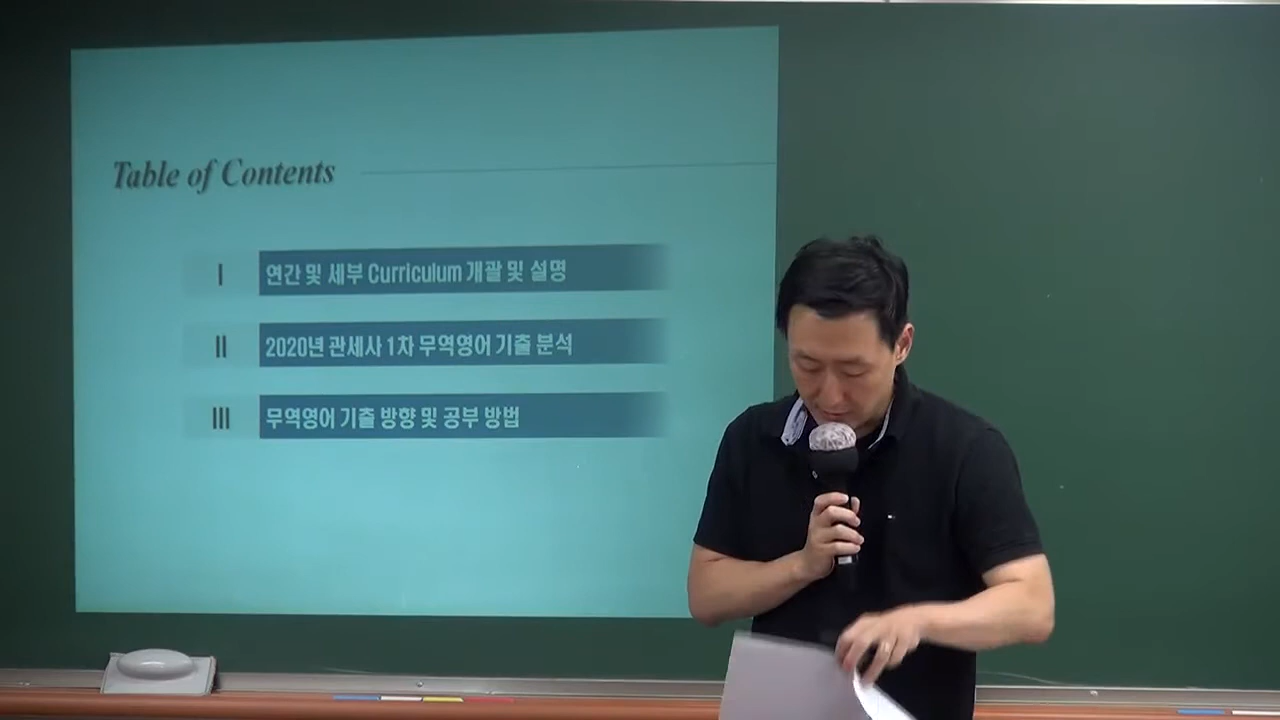 Table of Contents
I 연간 및 세부 Curriculum 개괄 및 설명
II 2020년 관세사 1차 무역영어 기출 분석
III 무역영어 기출 방향 및 공부 방법